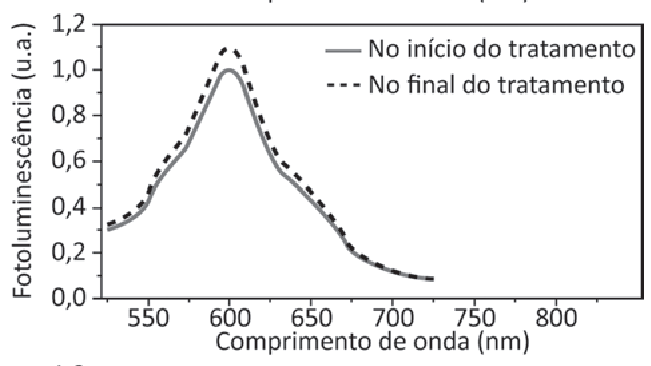 1,2
1,0
0,8
0,6
0,4
0,2
0,0
Fotoluminescência (u.a.)
No início do tratamento
No final do tratamento
550 600 650 700 750 800
Comprimento de onda (nm)